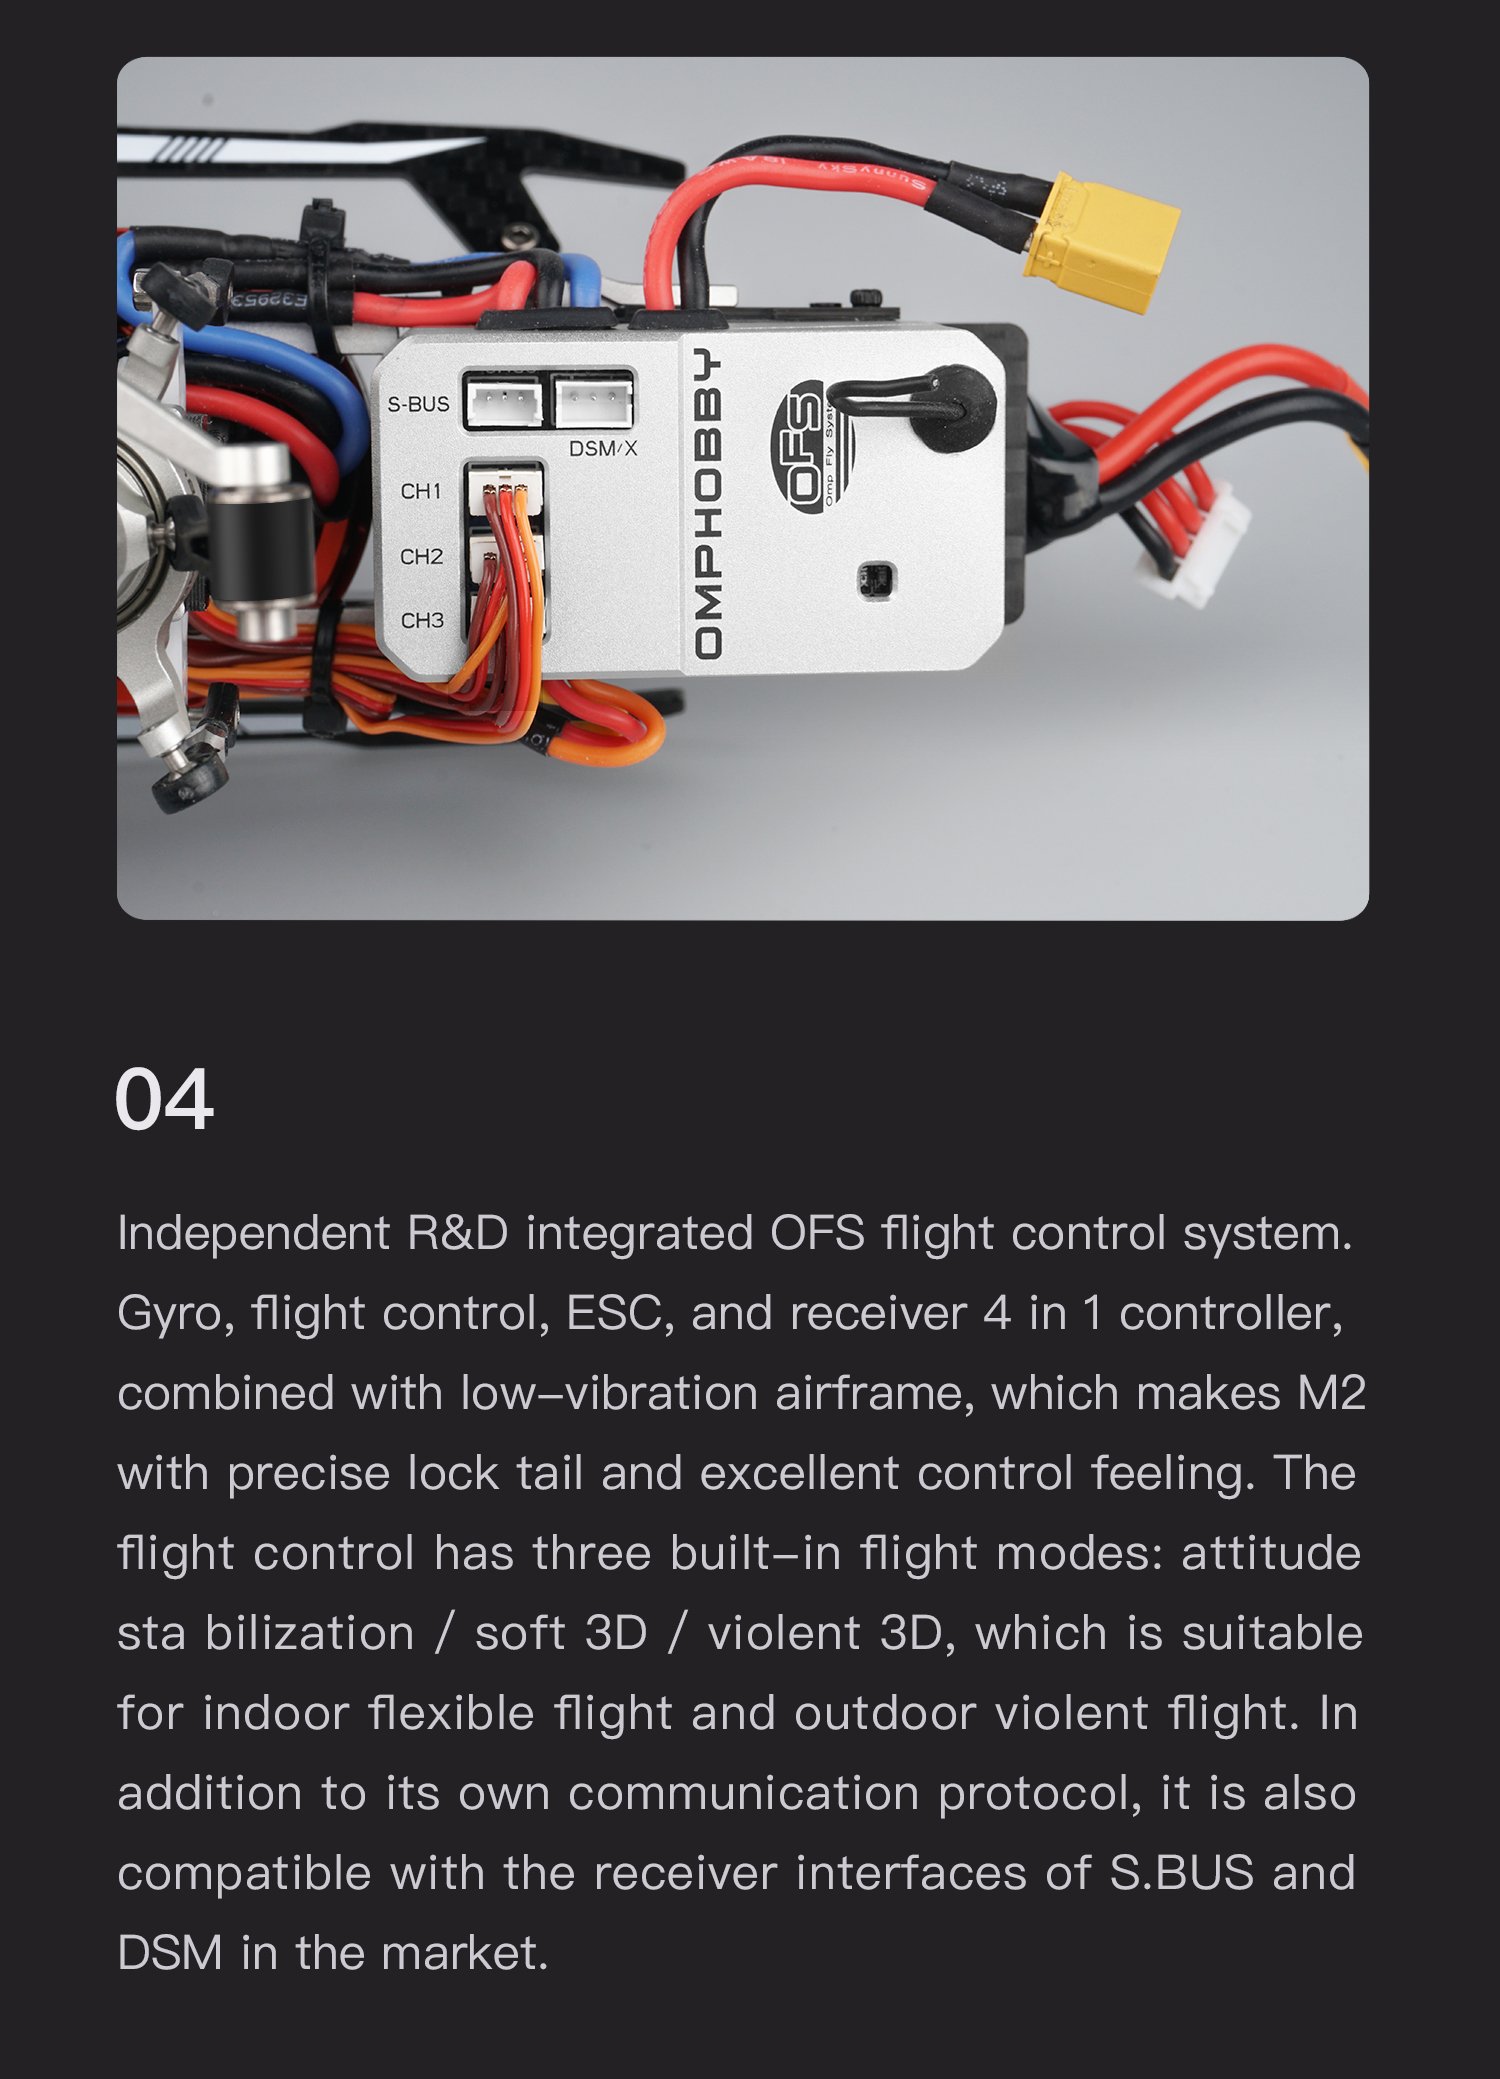 ISAW
SunnySky
E32953
S-BUS
DSM/X
CH1
CH2
CH3
OMPHOBBY
OFS
Omp Fly Syste
04
Independent R&D integrated OFS flight control system.
Gyro, flight control, ESC, and receiver 4 in 1 controller,
combined with low–vibration airframe, which makes M2
with precise lock tail and excellent control feeling. The
flight control has three built–in flight modes: attitude
sta bilization / soft 3D / violent 3D, which is suitable
for indoor flexible flight and outdoor violent flight. In
addition to its own communication protocol, it is also
compatible with the receiver interfaces of S.BUS and
DSM in the market.